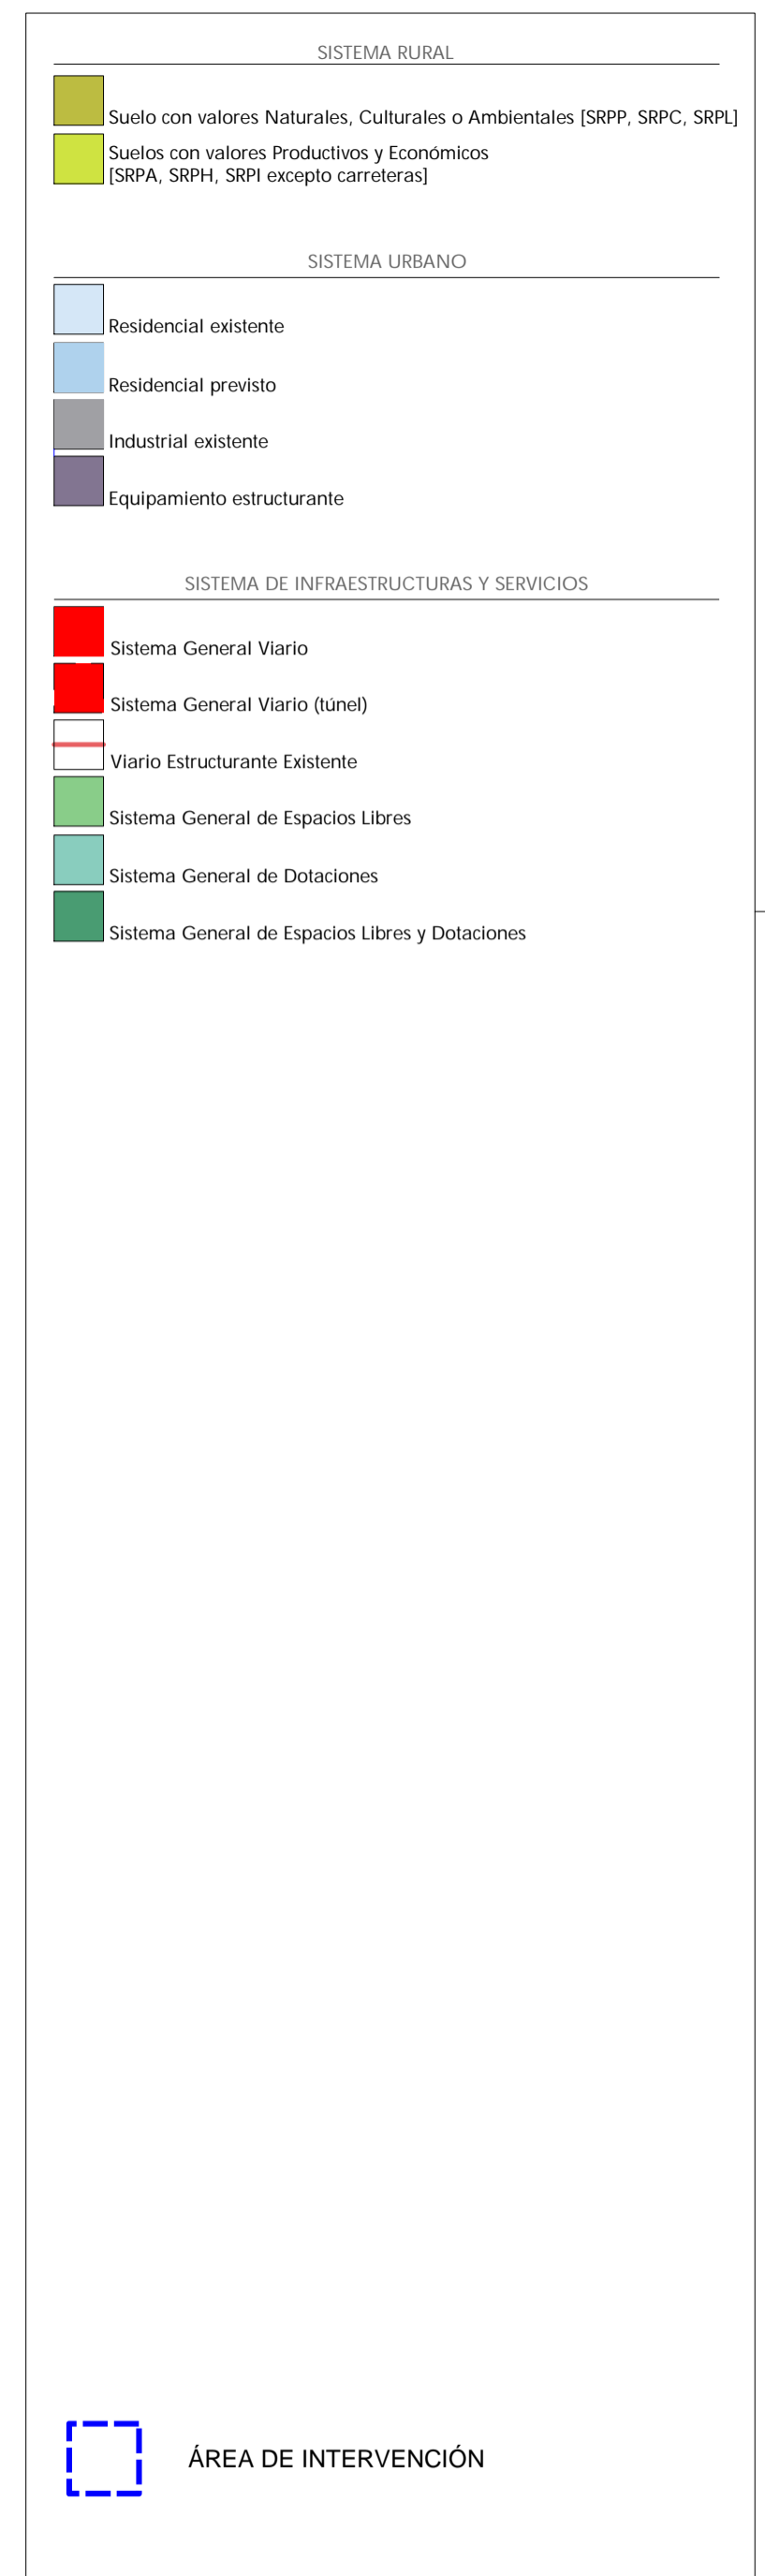 SISTEMA RURAL
Suelo con valores Naturales, Culturales o Ambientales [SRPP, SRPC, SRPL]
Suelos con valores Productivos y Económicos
[SRPA, SRPH, SRPI excepto carreteras]
SISTEMA URBANO
Residencial existente
Residencial previsto
Industrial existente
Equipamiento estructurante
SISTEMA DE INFRAESTRUCTURAS Y SERVICIOS
Sistema General Viario
Sistema General Viario (túnel)
Viario Estructurante Existente
Sistema General de Espacios Libres
Sistema General de Dotaciones
Sistema General de Espacios Libres y Dotaciones
ÁREA DE INTERVENCIÓN